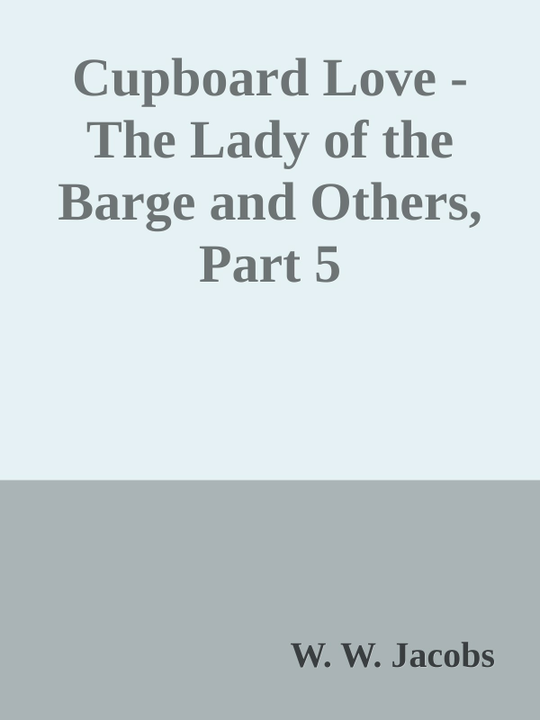 Cupboard Love -
The Lady of the
Barge and Others,
Part 5
W. W. Jacobs